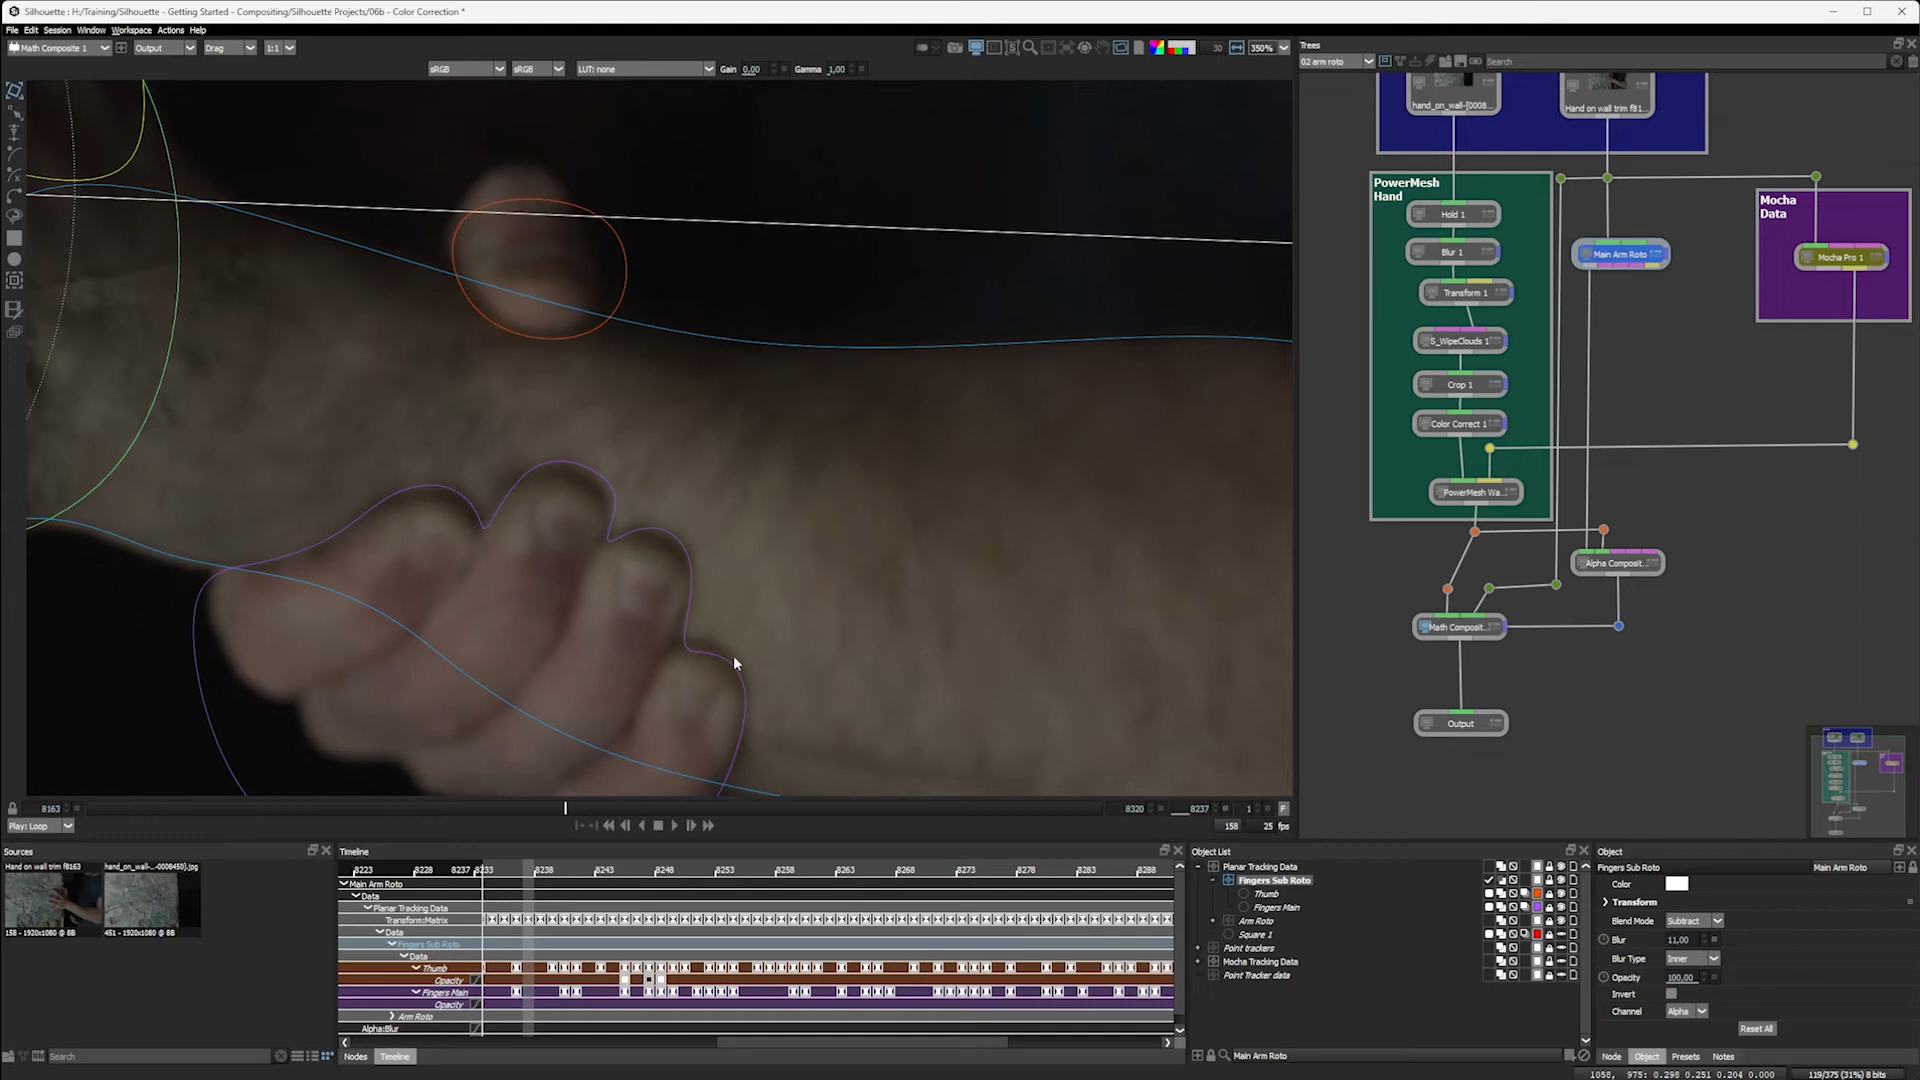 Silhouette : H:/Training/Silhouette - Getting Started - Compositing/Silhouette Projects/06b - Color Correction *
File Edit Session Window Workspace Actions Help
Math Composite 1 Output Drag 1:1 30 350%
sRGB sRGB LUT: none Gain 0,00 Gamma 1,00
Trees
02 arm roto Search
hand_on_wall-[0008...
Hand on wall trim f81...
PowerMesh
Hand
Mocha
Data
Hold 1
Blur 1
Main Arm Roto
Mocha Pro 1
Transform 1
S_WipeClouds 1
Crop 1
Color Correct 1
PowerMesh Wa...
Alpha Composit...
Math Composit...
Output
8163 8320 8237 1 F
Play: Loop 158 25 fps
Sources
Hand on wall trim f8163 hand_on_wall-...-0008450].jpg
158 - 1920x1080 @ 8B 451 - 1920x1080 @ 8B
Search
Timeline
8223 8228 8237 8233 8238 8243 8248 8253 8258 8263 8268 8273 8278 8283 8288
Main Arm Roto
Data
Planar Tracking Data
Transform:Matrix
Data
Fingers Sub Roto
Data
Thumb
Opacity
Fingers Main
Opacity
Arm Roto
Alpha:Blur
Nodes Timeline
Object List
Planar Tracking Data
Fingers Sub Roto
Thumb
Fingers Main
Arm Roto
Square 1
Point trackers
Mocha Tracking Data
Point Tracker data
Main Arm Roto
Object
Fingers Sub Roto Main Arm Roto
Color
Transform
Blend Mode Subtract
Blur 11,00
Blur Type Inner
Opacity 100,00
Invert
Channel Alpha
Reset All
Node Object Presets Notes
1058, 975: 0.298 0.251 0.204 0.000 119/375 (31%) 8 bits